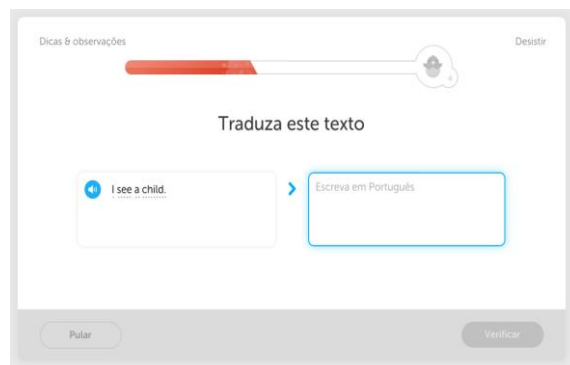 Dicas & observações
Desistir
Traduza este texto
I see a child.
Escreva em Português
Pular
Verificar